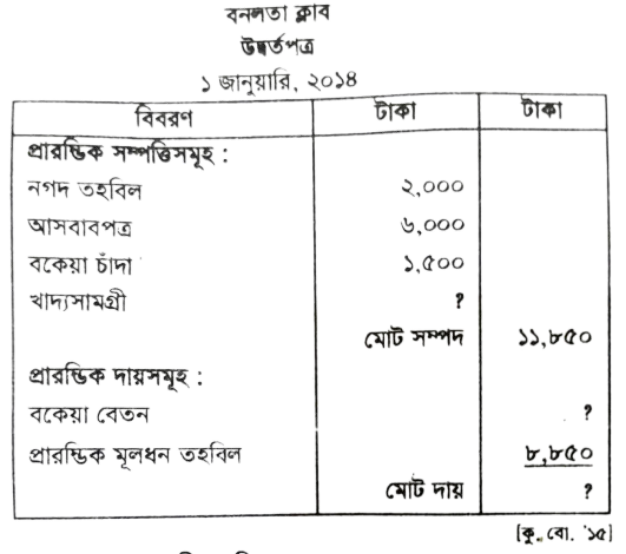 বনলতা ক্লাব
উদ্বর্তপত্র
১ জানুয়ারি, ২০১৪
বিবরণ টাকা টাকা
প্রারম্ভিক সম্পত্তিসমূহ :
নগদ তহবিল ২,০০০
আসবাবপত্র ৬,০০০
বকেয়া চাঁদা ১,৫০০
খাদ্যসামগ্রী ?
মোট সম্পদ ১১,৮৫০
প্রারম্ভিক দায়সমূহ :
বকেয়া বেতন ?
প্রারম্ভিক মূলধন তহবিল ৮,৮৫০
মোট দায় ?
[কু. বো. '১৫]